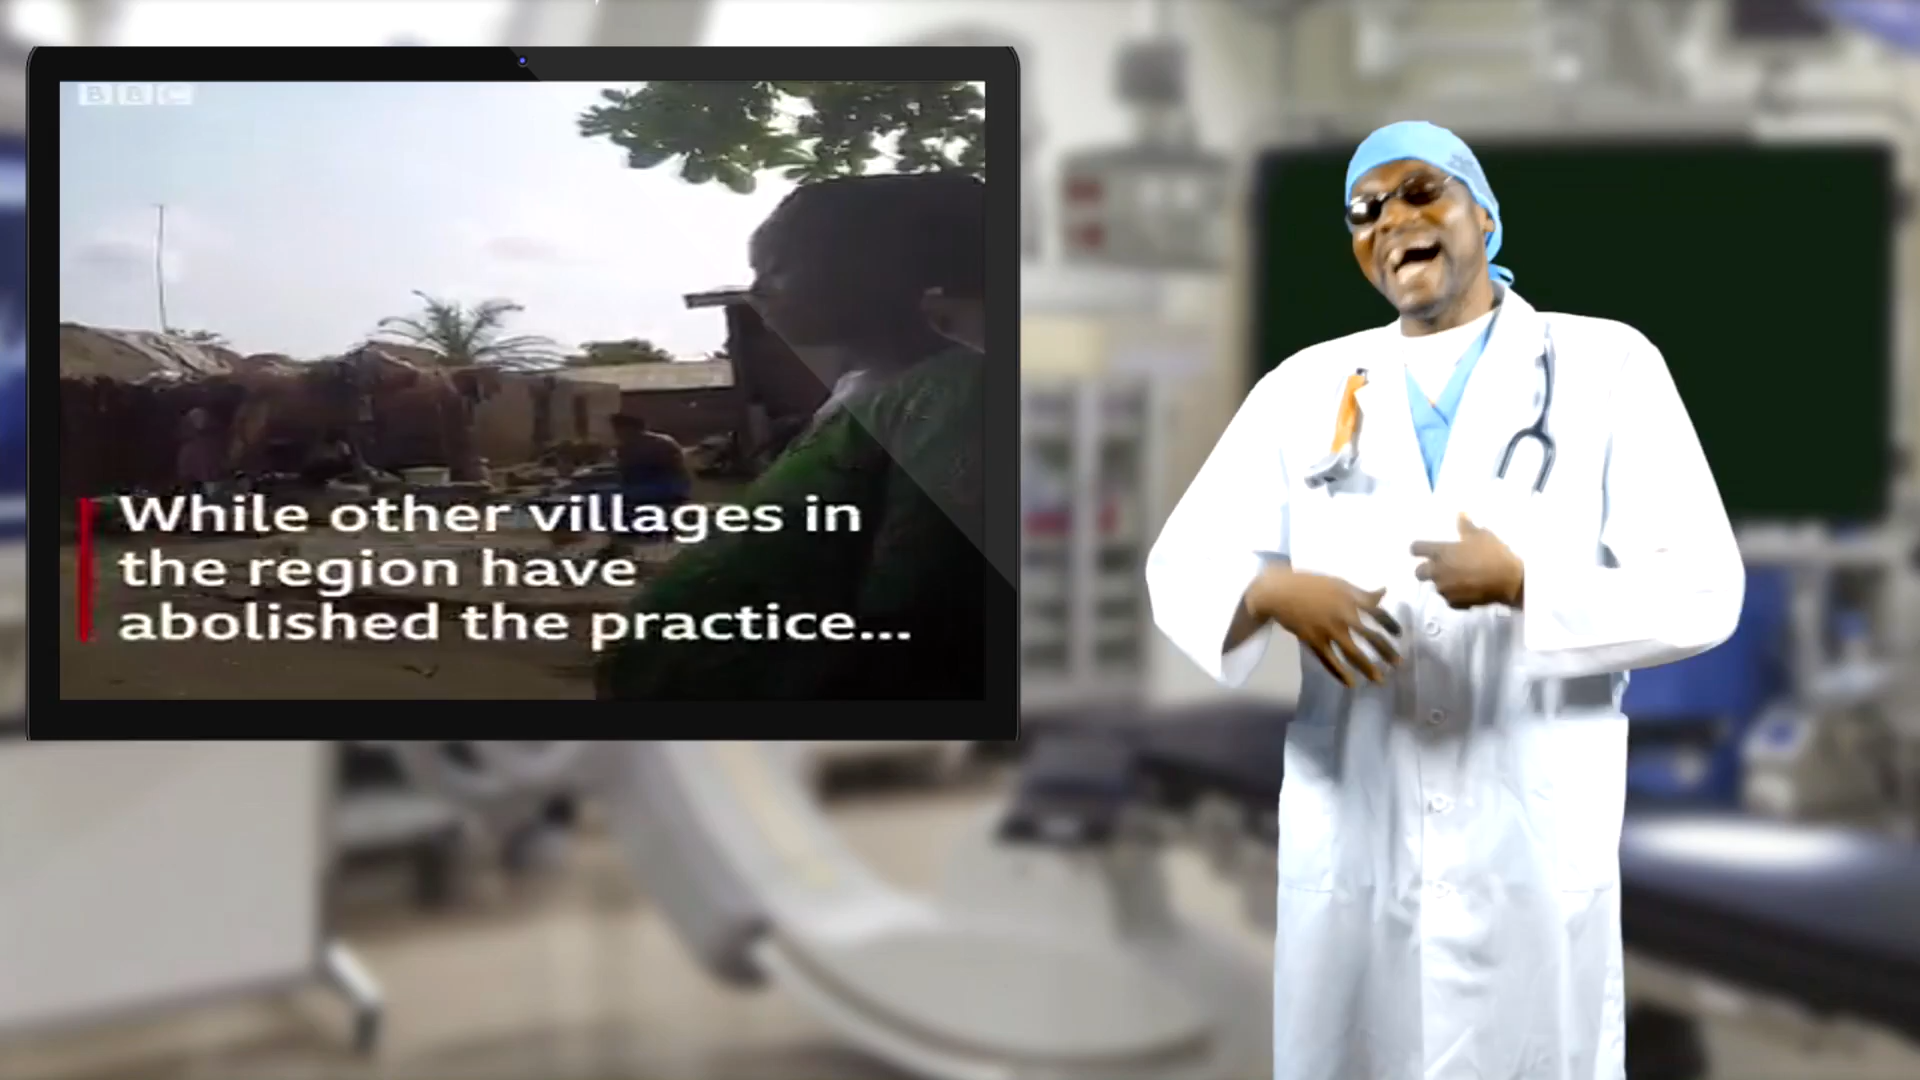 BBC
While other villages in
the region have
abolished the practice...